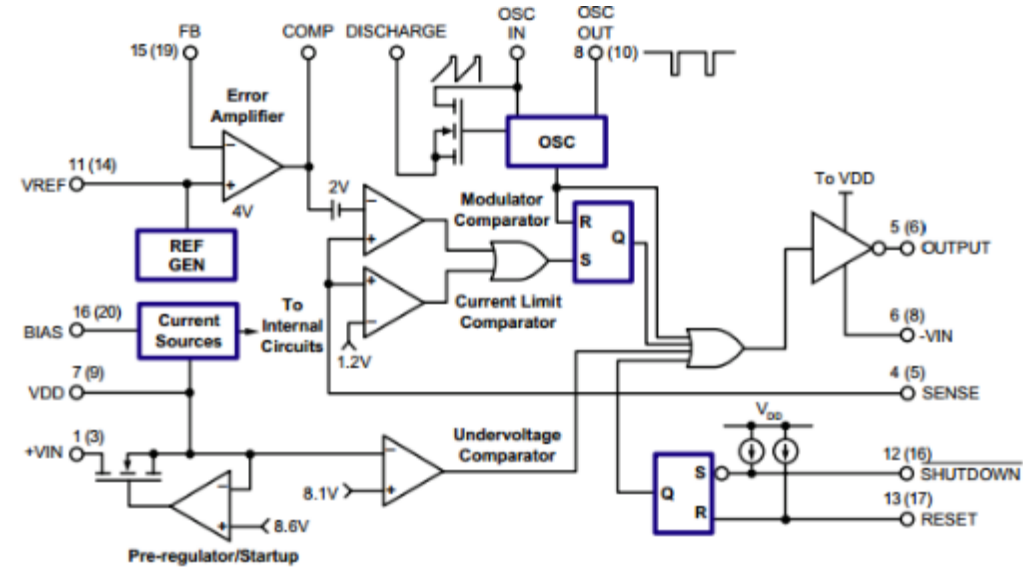 FB
15 (19)
COMP
DISCHARGE
OSC
IN
OSC
OUT
8
(10)
Error
Amplifier
−
+
4V
11 (14)
VREF
REF
GEN
OSC
2V
−
+
Modulator
Comparator
R
Q
S
To VDD
5 (6)
OUTPUT
16 (20)
BIAS
Current
Sources
To
Internal
Circuits
+
−
1.2V
Current Limit
Comparator
6 (8)
-VIN
7 (9)
VDD
4 (5)
SENSE
1 (3)
+VIN
Undervoltage
Comparator
−
+
8.1V
−
+
8.6V
Pre-regulator/Startup
VDD
S
Q
R
12 (16)
SHUTDOWN
13 (17)
RESET